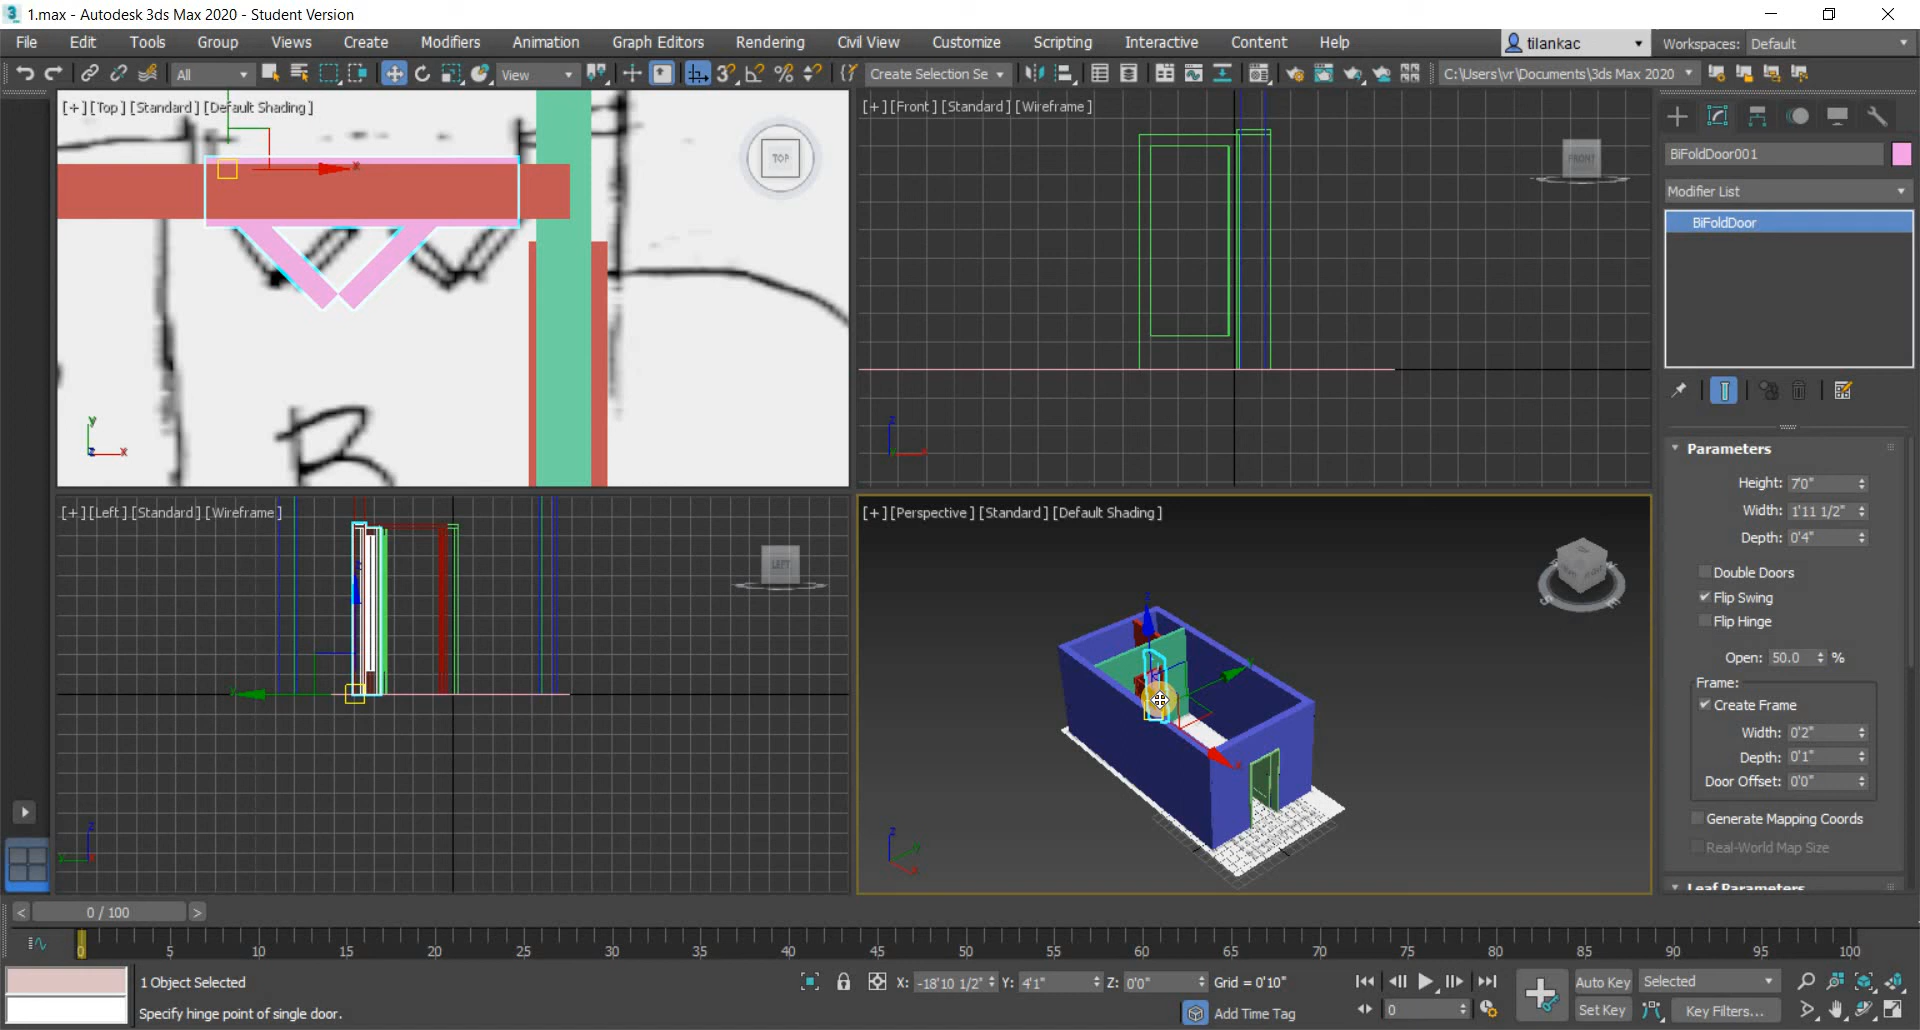 1.max - Autodesk 3ds Max 2020 - Student Version
File Edit Tools Group Views Create Modifiers Animation Graph Editors Rendering Civil View Customize Scripting Interactive Content Help tilankac Workspaces: Default
All View Create Selection Se C:\Users\vr\Documents\3ds Max 2020
[+] [Top] [Standard] [Default Shading]
TOP
B
y
z x
[+] [Front] [Standard] [Wireframe]
FRONT
z
x
BiFoldDoor001
Modifier List
BiFoldDoor
Parameters
Height: 7'0"
Width: 1'11 1/2"
Depth: 0'4"
Double Doors
Flip Swing
Flip Hinge
Open: 50.0 %
Frame:
Create Frame
Width: 0'2"
Depth: 0'1"
Door Offset: 0'0"
Generate Mapping Coords
Real-World Map Size
Leaf Parameters
[+] [Left] [Standard] [Wireframe]
LEFT
y
z
y x
[+] [Perspective] [Standard] [Default Shading]
z
y
x
z
y
x
0 / 100
0 5 10 15 20 25 30 35 40 45 50 55 60 65 70 75 80 85 90 95 100
1 Object Selected
X: -18'10 1/2" Y: 4'1" Z: 0'0" Grid = 0'10"
Auto Key Selected
Specify hinge point of single door.
Add Time Tag
0
Set Key Key Filters...